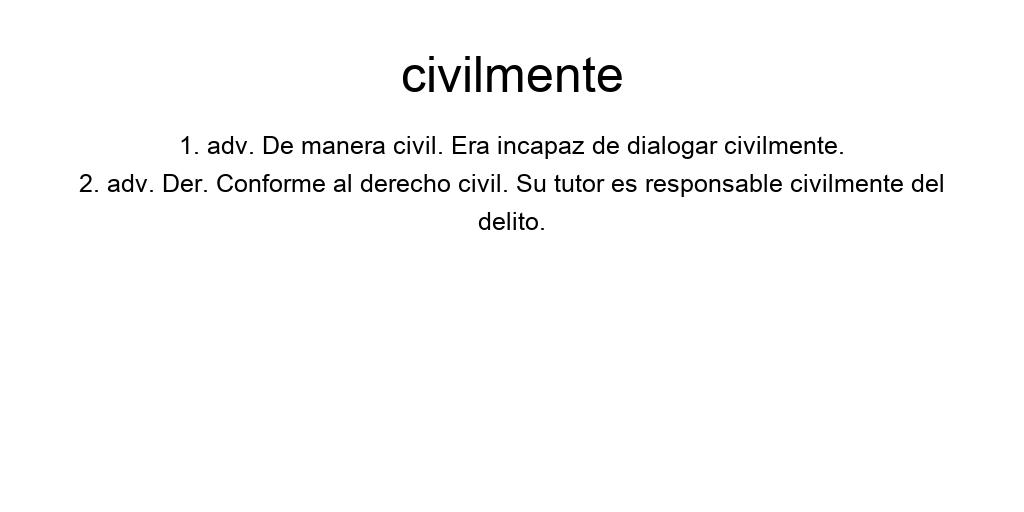 civilmente
1. adv. De manera civil. Era incapaz de dialogar civilmente.
2. adv. Der. Conforme al derecho civil. Su tutor es responsable civilmente del
delito.